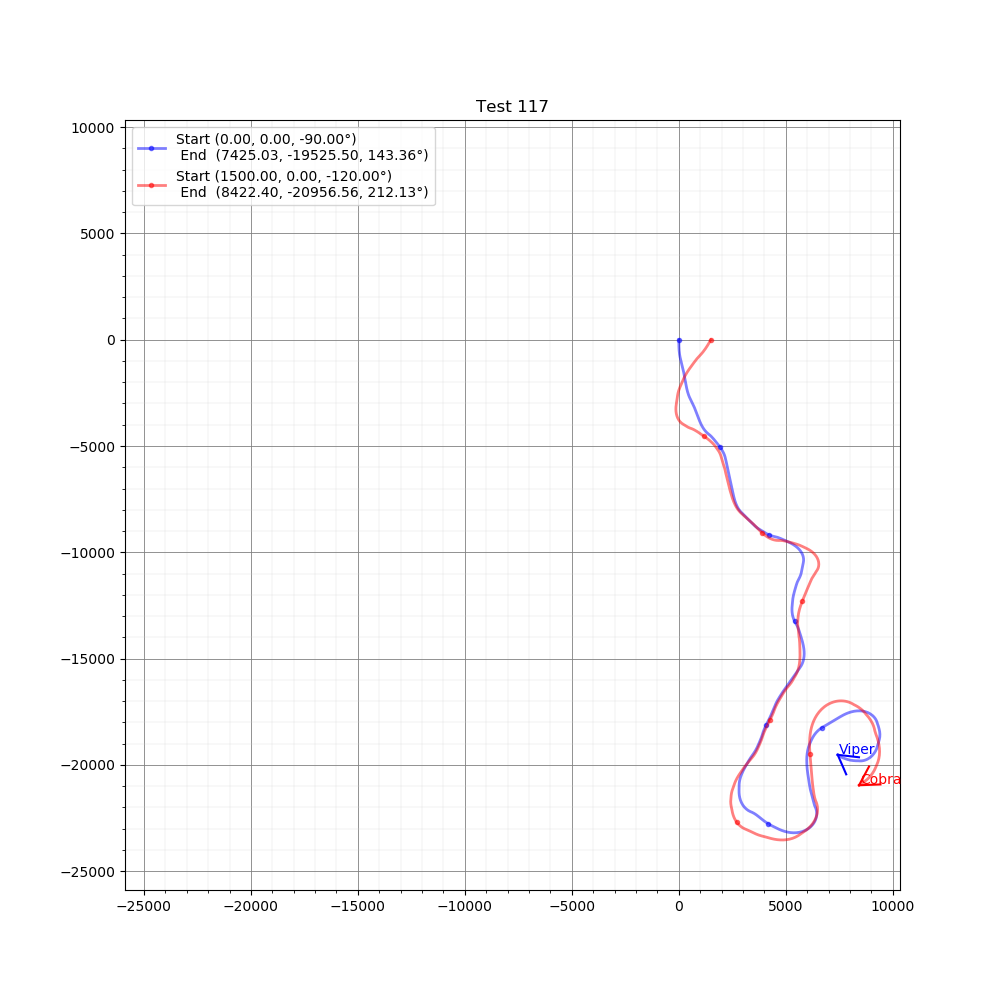 Test 117
Start (0.00, 0.00, -90.00°)
End  (7425.03, -19525.50, 143.36°)
Start (1500.00, 0.00, -120.00°)
End  (8422.40, -20956.56, 212.13°)
10000
5000
0
−5000
−10000
−15000
−20000
−25000
Viper
Cobra
−25000 −20000 −15000 −10000 −5000 0 5000 10000